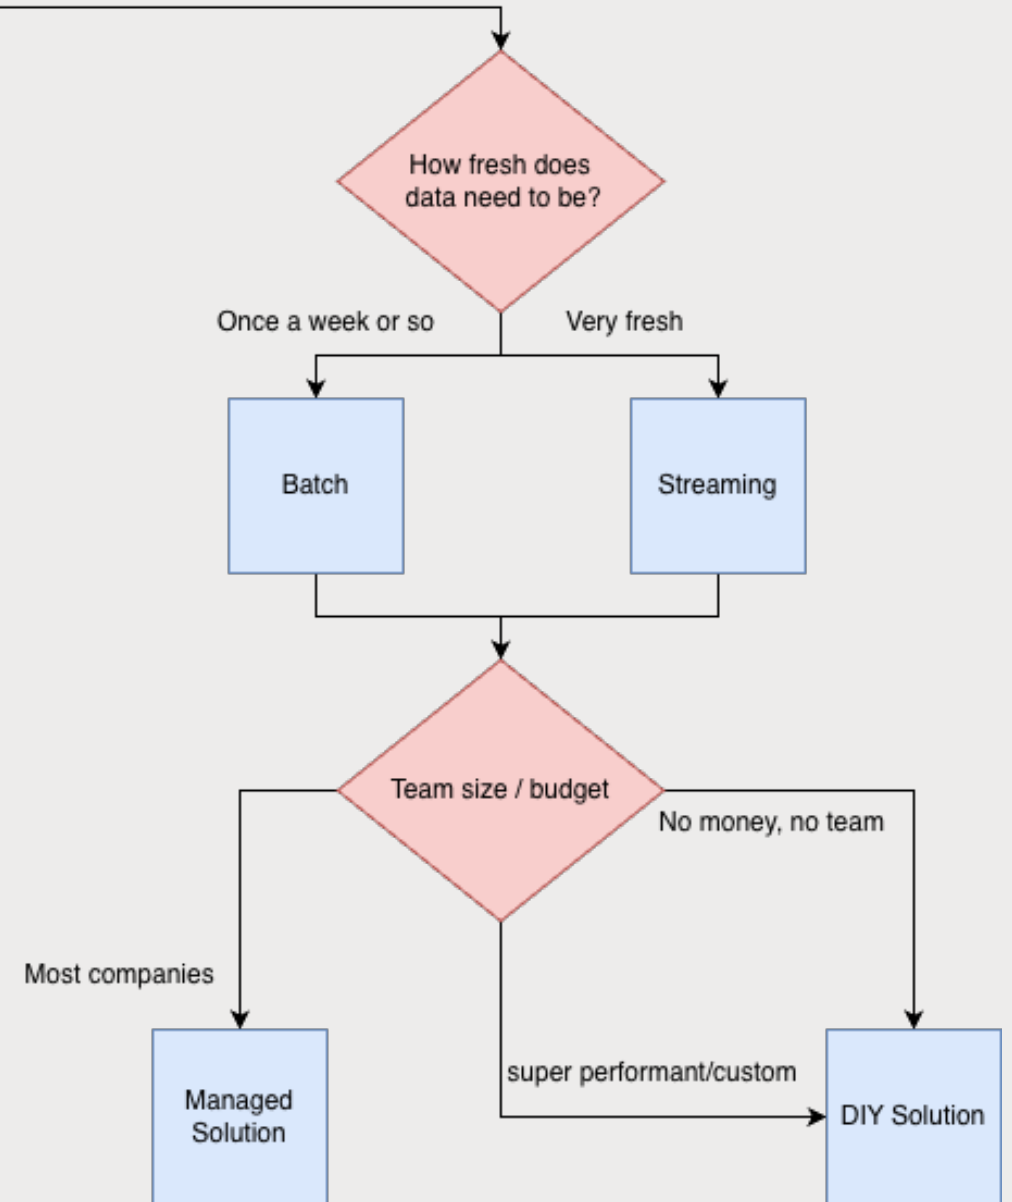 How fresh does
data need to be?
Once a week or so
Very fresh
Batch
Streaming
Team size / budget
No money, no team
Most companies
super performant/custom
Managed
Solution
DIY Solution